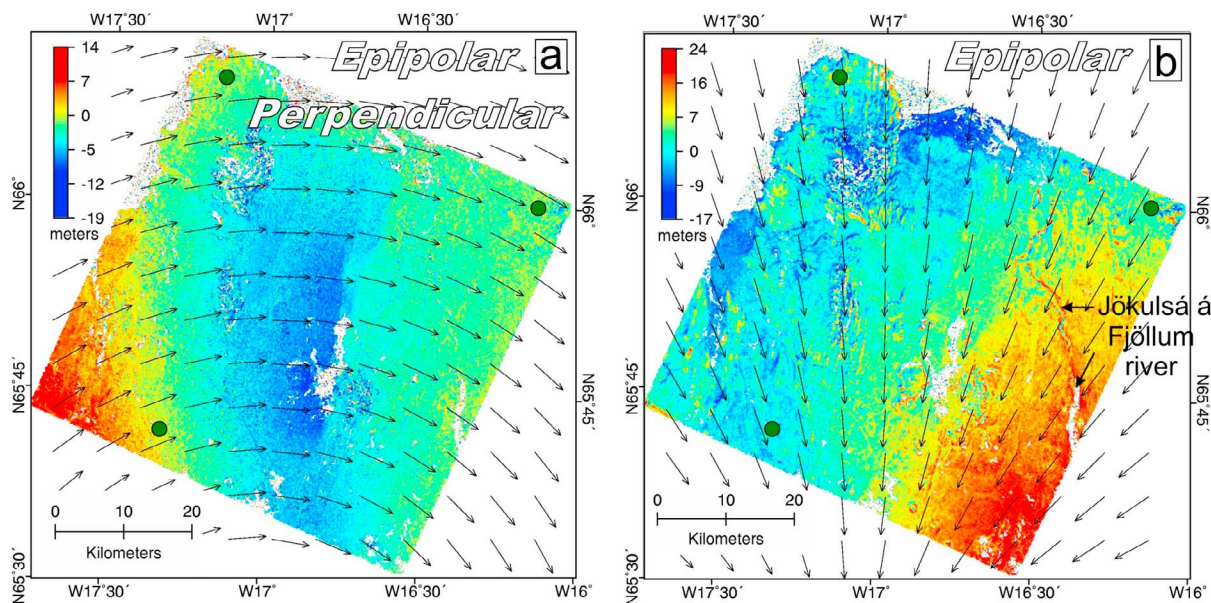 W17°30´ W17° W16°30´
Epipolar a
Perpendicular
14
7
0
-5
-12
-19
meters
N66° N66°
N65°45´ N65°45´
0 10 20
Kilometers
N65°30´
W17°30´ W17° W16°30´ W16°
W17°30´ W17° W16°30´
Epipolar b
24
16
7
0
-9
-17
meters
N66° N66°
Jökulsá á
Fjöllum
river
N65°45´ N65°45´
0 10 20
Kilometers
N65°30´
W17°30´ W17° W16°30´ W16°